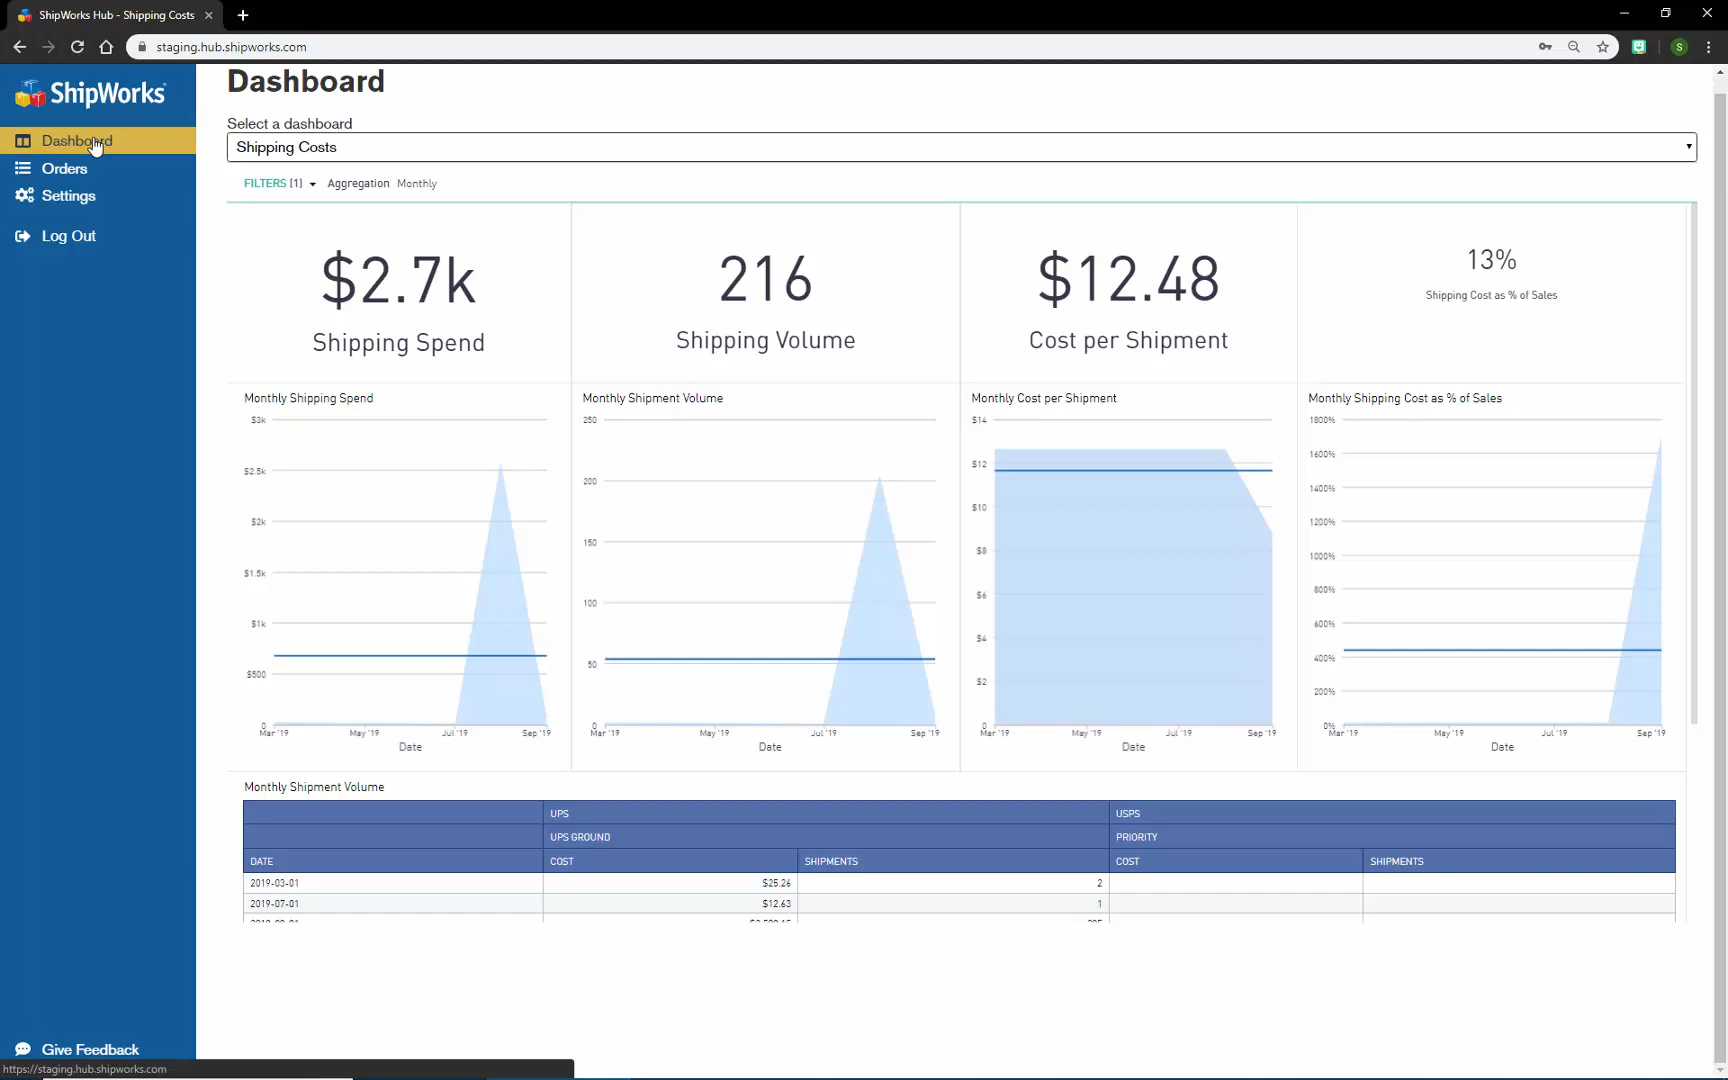 ShipWorks Hub - Shipping Costs
staging.hub.shipworks.com
S
ShipWorks
Dashboard
Orders
Settings
Log Out
Give Feedback
https://staging.hub.shipworks.com
Dashboard
Select a dashboard
Shipping Costs
FILTERS (1) Aggregation Monthly
$2.7k
Shipping Spend
216
Shipping Volume
$12.48
Cost per Shipment
13%
Shipping Cost as % of Sales
Monthly Shipping Spend
$3k
$2.5k
$2k
$1.5k
$1k
$500
0
Mar '19 May '19 Jul '19 Sep '19
Date
Monthly Shipment Volume
250
200
150
100
50
0
Mar '19 May '19 Jul '19 Sep '19
Date
Monthly Cost per Shipment
$14
$12
$10
$8
$6
$4
$2
0
Mar '19 May '19 Jul '19 Sep '19
Date
Monthly Shipping Cost as % of Sales
1800%
1600%
1400%
1200%
1000%
800%
600%
400%
200%
0%
Mar '19 May '19 Jul '19 Sep '19
Date
Monthly Shipment Volume
UPS USPS
UPS GROUND PRIORITY
DATE COST SHIPMENTS COST SHIPMENTS
2019-03-01 $25.26 2
2019-07-01 $12.63 1